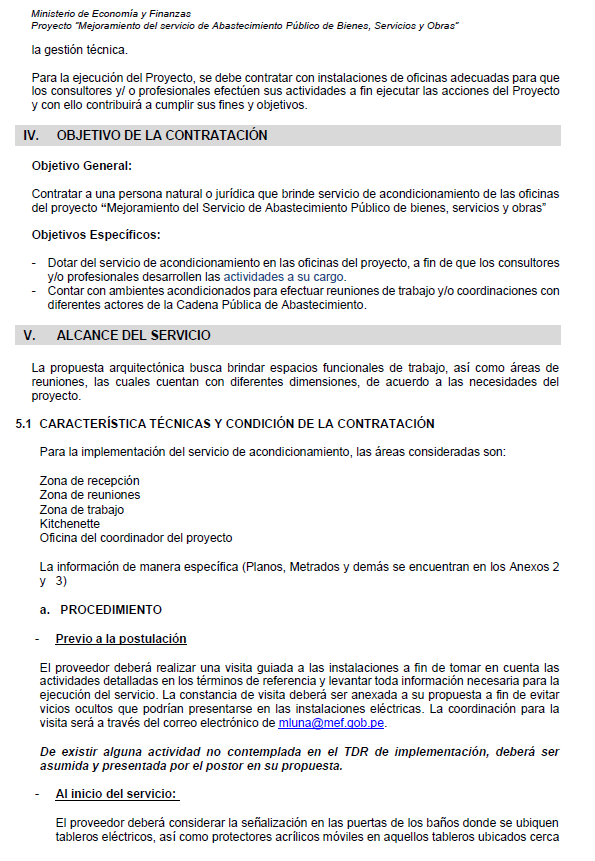 Ministerio de Economía y Finanzas
Proyecto "Mejoramiento del servicio de Abastecimiento Público de Bienes, Servicios y Obras"
la gestión técnica.
Para la ejecución del Proyecto, se debe contratar con instalaciones de oficinas adecuadas para que
los consultores y/ o profesionales efectúen sus actividades a fin ejecutar las acciones del Proyecto
y con ello contribuirá a cumplir sus fines y objetivos.
IV. OBJETIVO DE LA CONTRATACIÓN
Objetivo General:
Contratar a una persona natural o jurídica que brinde servicio de acondicionamiento de las oficinas
del proyecto “Mejoramiento del Servicio de Abastecimiento Público de bienes, servicios y obras”
Objetivos Específicos:
- Dotar del servicio de acondicionamiento en las oficinas del proyecto, a fin de que los consultores
y/o profesionales desarrollen las actividades a su cargo.
- Contar con ambientes acondicionados para efectuar reuniones de trabajo y/o coordinaciones con
diferentes actores de la Cadena Pública de Abastecimiento.
V. ALCANCE DEL SERVICIO
La propuesta arquitectónica busca brindar espacios funcionales de trabajo, así como áreas de
reuniones, las cuales cuentan con diferentes dimensiones, de acuerdo a las necesidades del
proyecto.
5.1 CARACTERÍSTICA TÉCNICAS Y CONDICIÓN DE LA CONTRATACIÓN
Para la implementación del servicio de acondicionamiento, las áreas consideradas son:
Zona de recepción
Zona de reuniones
Zona de trabajo
Kitchenette
Oficina del coordinador del proyecto
La información de manera específica (Planos, Metrados y demás se encuentran en los Anexos 2
y 3)
a. PROCEDIMIENTO
- Previo a la postulación
El proveedor deberá realizar una visita guiada a las instalaciones a fin de tomar en cuenta las
actividades detalladas en los términos de referencia y levantar toda información necesaria para la
ejecución del servicio. La constancia de visita deberá ser anexada a su propuesta a fin de evitar
vicios ocultos que podrían presentarse en las instalaciones eléctricas. La coordinación para la
visita será a través del correo electrónico de mluna@mef.gob.pe.
De existir alguna actividad no contemplada en el TDR de implementación, deberá ser
asumida y presentada por el postor en su propuesta.
- Al inicio del servicio:
El proveedor deberá considerar la señalización en las puertas de los baños donde se ubiquen
tableros eléctricos, así como protectores acrílicos móviles en aquellos tableros ubicados cerca